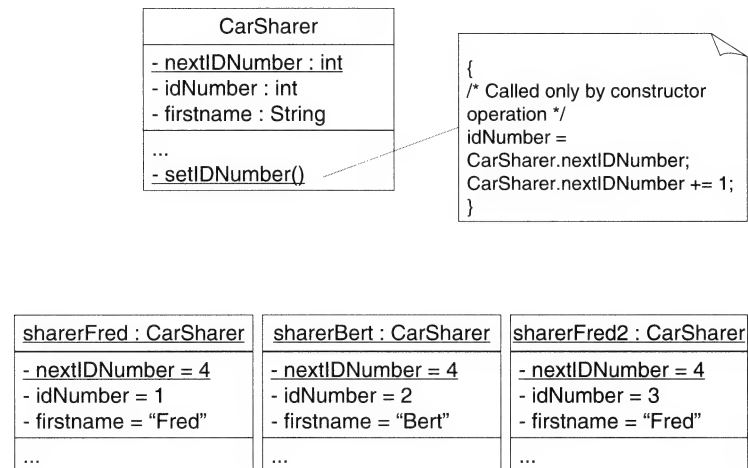 CarSharer
- nextIDNumber : int
- idNumber : int
- firstname : String
...
- setIDNumber()
{
/* Called only by constructor
operation */
idNumber =
CarSharer.nextIDNumber;
CarSharer.nextIDNumber += 1;
}
sharerFred : CarSharer
- nextIDNumber = 4
- idNumber = 1
- firstname = “Fred”
...
sharerBert : CarSharer
- nextIDNumber = 4
- idNumber = 2
- firstname = “Bert”
...
sharerFred2 : CarSharer
- nextIDNumber = 4
- idNumber = 3
- firstname = “Fred”
...